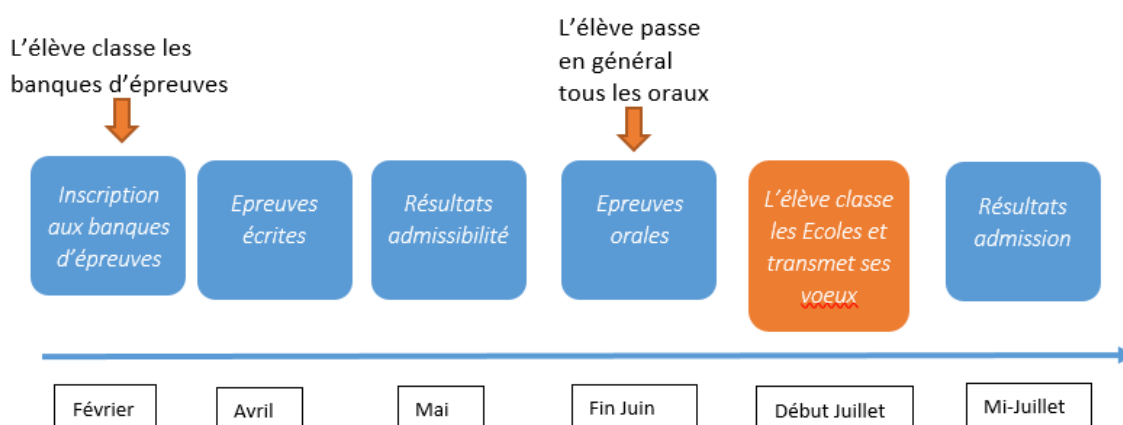 L'élève classe les
banques d'épreuves
L'élève passe
en général
tous les oraux
Inscription
aux banques
d'épreuves
Epreuves
écrites
Résultats
admissibilité
Epreuves
orales
L'élève classe
les Ecoles et
transmet ses
voeux
Résultats
admission
Février
Avril
Mai
Fin Juin
Début Juillet
Mi-Juillet